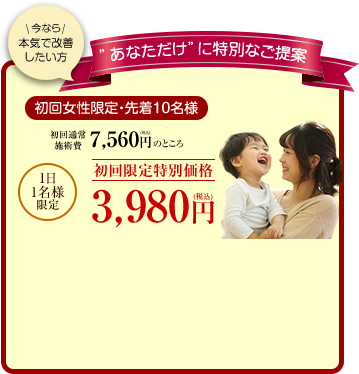 \今なら/
本気で改善
したい方
”あなただけ”に特別なご提案
初回女性限定・先着10名様
初回通常
施術費 7,560円(税込)のところ
1日
1名様
限定
初回限定特別価格
3,980円(税込)